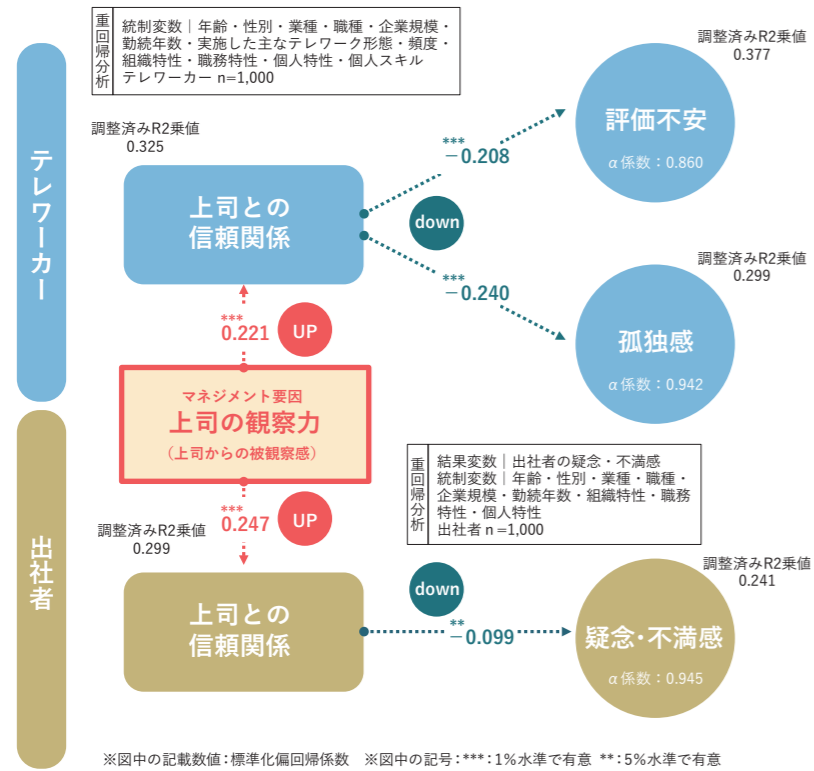 重回帰分析
統制変数｜年齢・性別・業種・職種・企業規模・
勤続年数・実施した主なテレワーク形態・頻度・
組織特性・職務特性・個人特性・個人スキル
テレワーカー n=1,000
調整済みR2乗値
0.377
評価不安
α係数：0.860
テレワーカー
調整済みR2乗値
0.325
上司との
信頼関係
***
−0.208
down
***
−0.240
調整済みR2乗値
0.299
孤独感
α係数：0.942
***
0.221
UP
マネジメント要因
上司の観察力
（上司からの被観察感）
出社者
***
0.247
UP
重回帰分析
結果変数｜出社者の疑念・不満感
統制変数｜年齢・性別・業種・職種・
企業規模・勤続年数・組織特性・職務
特性・個人特性
出社者 n =1,000
調整済みR2乗値
0.299
上司との
信頼関係
down
**
−0.099
調整済みR2乗値
0.241
疑念・不満感
α係数：0.945
※図中の記載数値：標準化偏回帰係数　※図中の記号：***：1%水準で有意 **：5%水準で有意